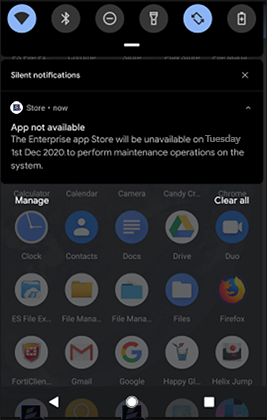 Silent notifications
Store • now
App not available
The Enterprise app Store will be unavailable on Tuesday
1st Dec 2020 to perform maintenance operations on the
system.
Calculator Calendar Camera Candy Cr... Chrome
Manage Clear all
Clock Contacts Docs Drive Duo
ES File Ex... File Mana... File Mana... Files Firefox
FortiClien... Gmail Google Happy Gl... Helix Jump